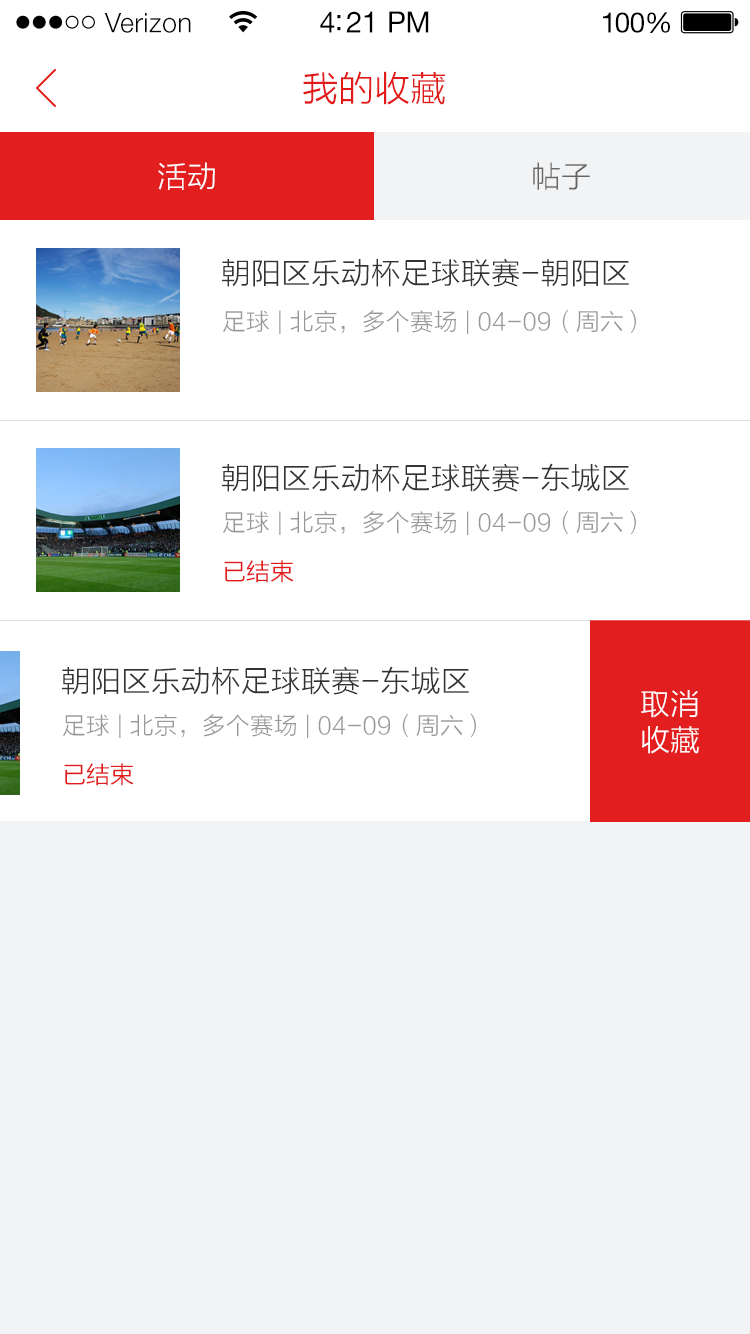 Verizon 4:21 PM 100%
我的收藏
活动 帖子
朝阳区乐动杯足球联赛-朝阳区
足球 | 北京，多个赛场 | 04-09（周六）
朝阳区乐动杯足球联赛-东城区
足球 | 北京，多个赛场 | 04-09（周六）
已结束
朝阳区乐动杯足球联赛-东城区
足球 | 北京，多个赛场 | 04-09（周六）
已结束
取消
收藏